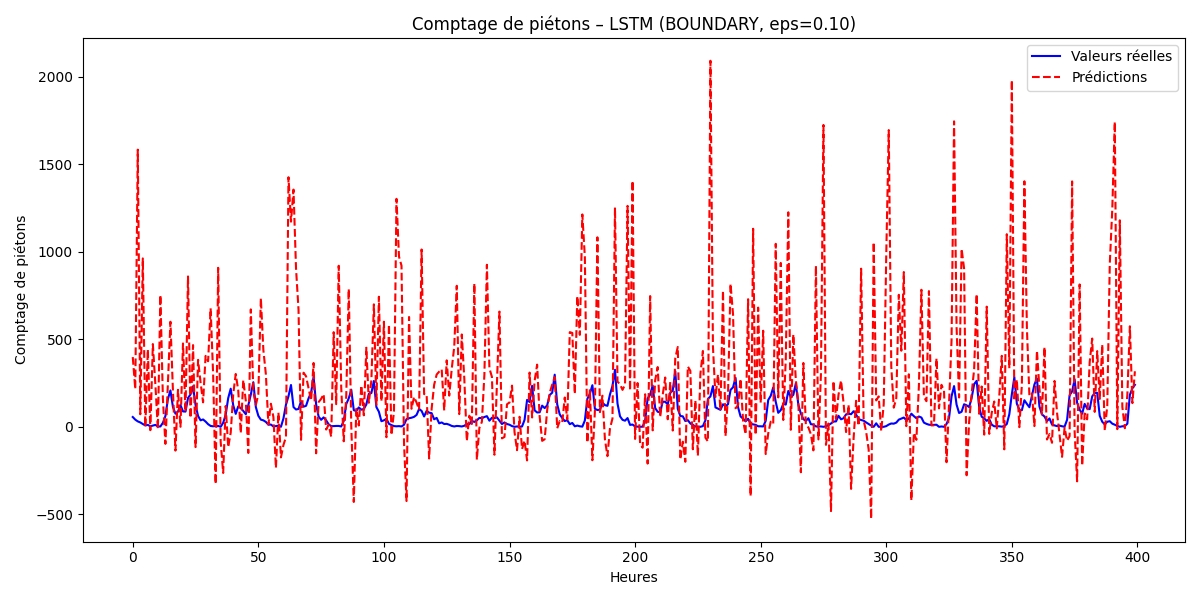 Comptage de piétons – LSTM (BOUNDARY, eps=0.10)
Valeurs réelles
Prédictions
Comptage de piétons
2000
1500
1000
500
0
−500
0 50 100 150 200 250 300 350 400
Heures